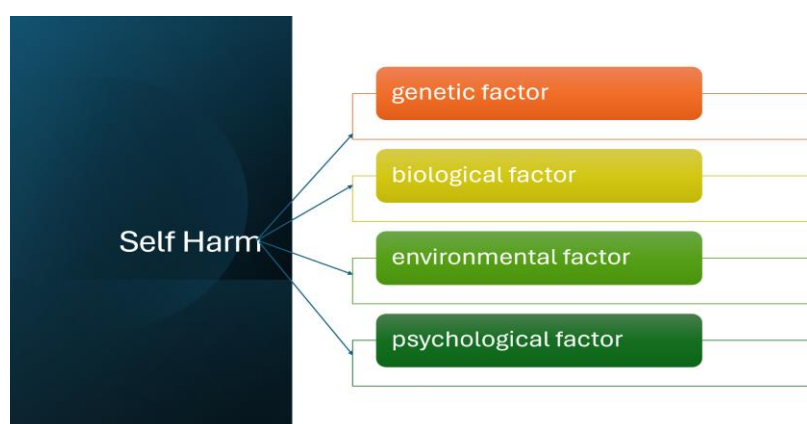 Self Harm
genetic factor
biological factor
environmental factor
psychological factor